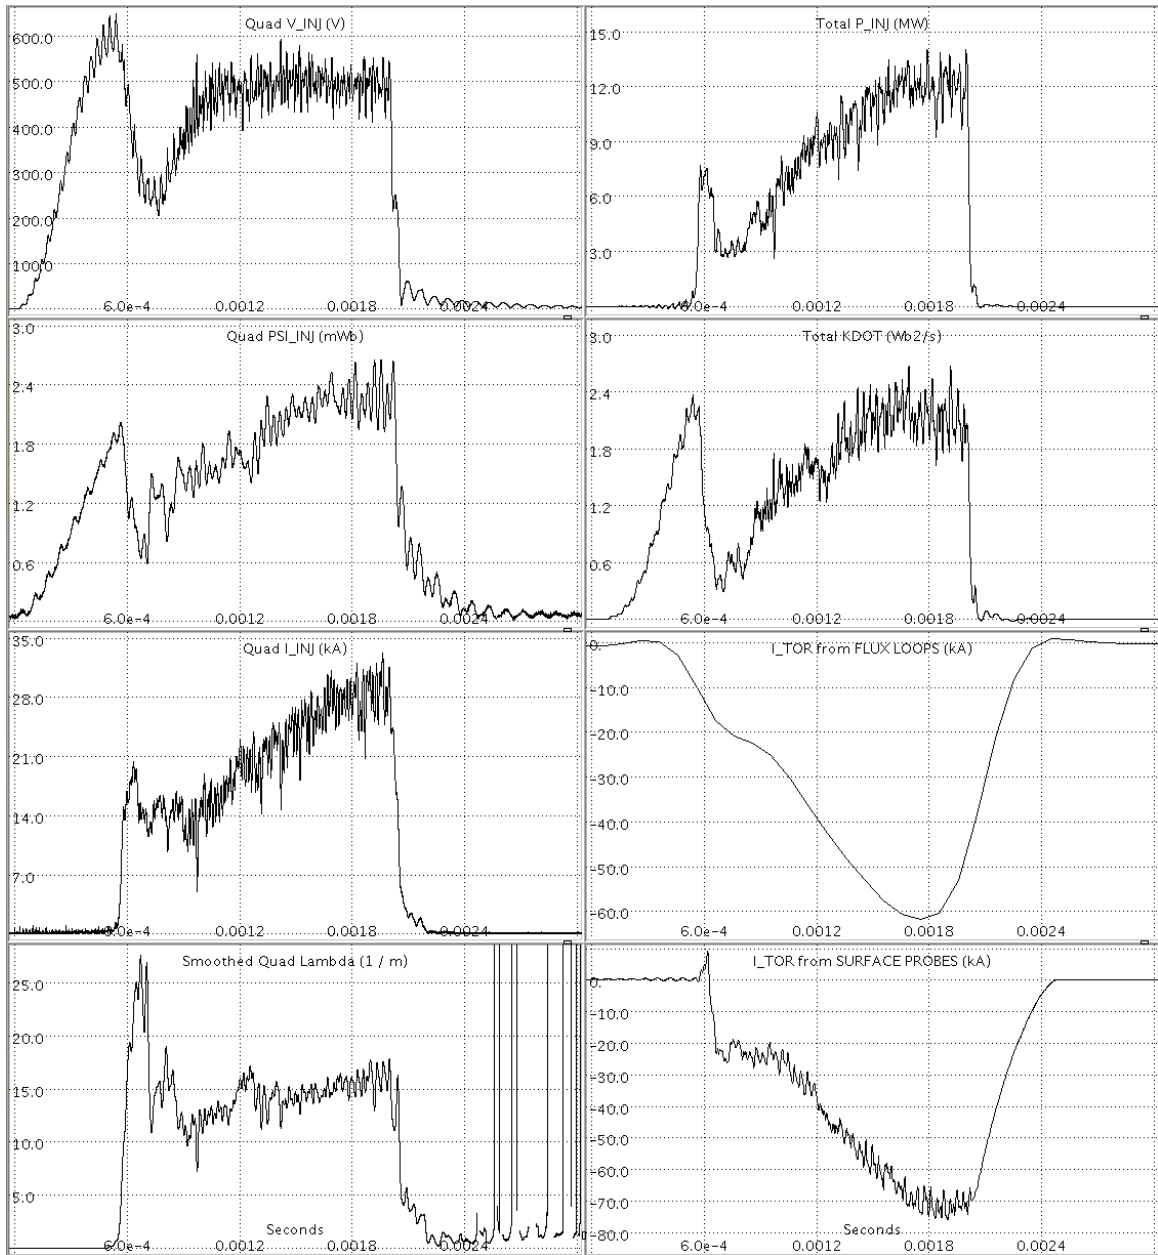 Quad V_INJ (V)
600.0
500.0
400.0
300.0
200.0
100.0
6.0e-4 0.0012 0.0018 0.0024
Total P_INJ (MW)
15.0
12.0
9.0
6.0
3.0
6.0e-4 0.0012 0.0018 0.0024
Quad PSI_INJ (mWb)
3.0
2.4
1.8
1.2
0.6
6.0e-4 0.0012 0.0018 0.0024
Total KDOT (Wb2/s)
3.0
2.4
1.8
1.2
0.6
6.0e-4 0.0012 0.0018 0.0024
Quad I_INJ (kA)
35.0
28.0
21.0
14.0
7.0
6.0e-4 0.0012 0.0018 0.0024
I_TOR from FLUX LOOPS (kA)
0.
-10.0
-20.0
-30.0
-40.0
-50.0
-60.0
6.0e-4 0.0012 0.0018 0.0024
Smoothed Quad Lambda (1 / m)
25.0
20.0
15.0
10.0
5.0
Seconds
6.0e-4 0.0012 0.0018 0.0024
I_TOR from SURFACE PROBES (kA)
0.
-10.0
-20.0
-30.0
-40.0
-50.0
-60.0
-70.0
-80.0
Seconds
6.0e-4 0.0012 0.0018 0.0024